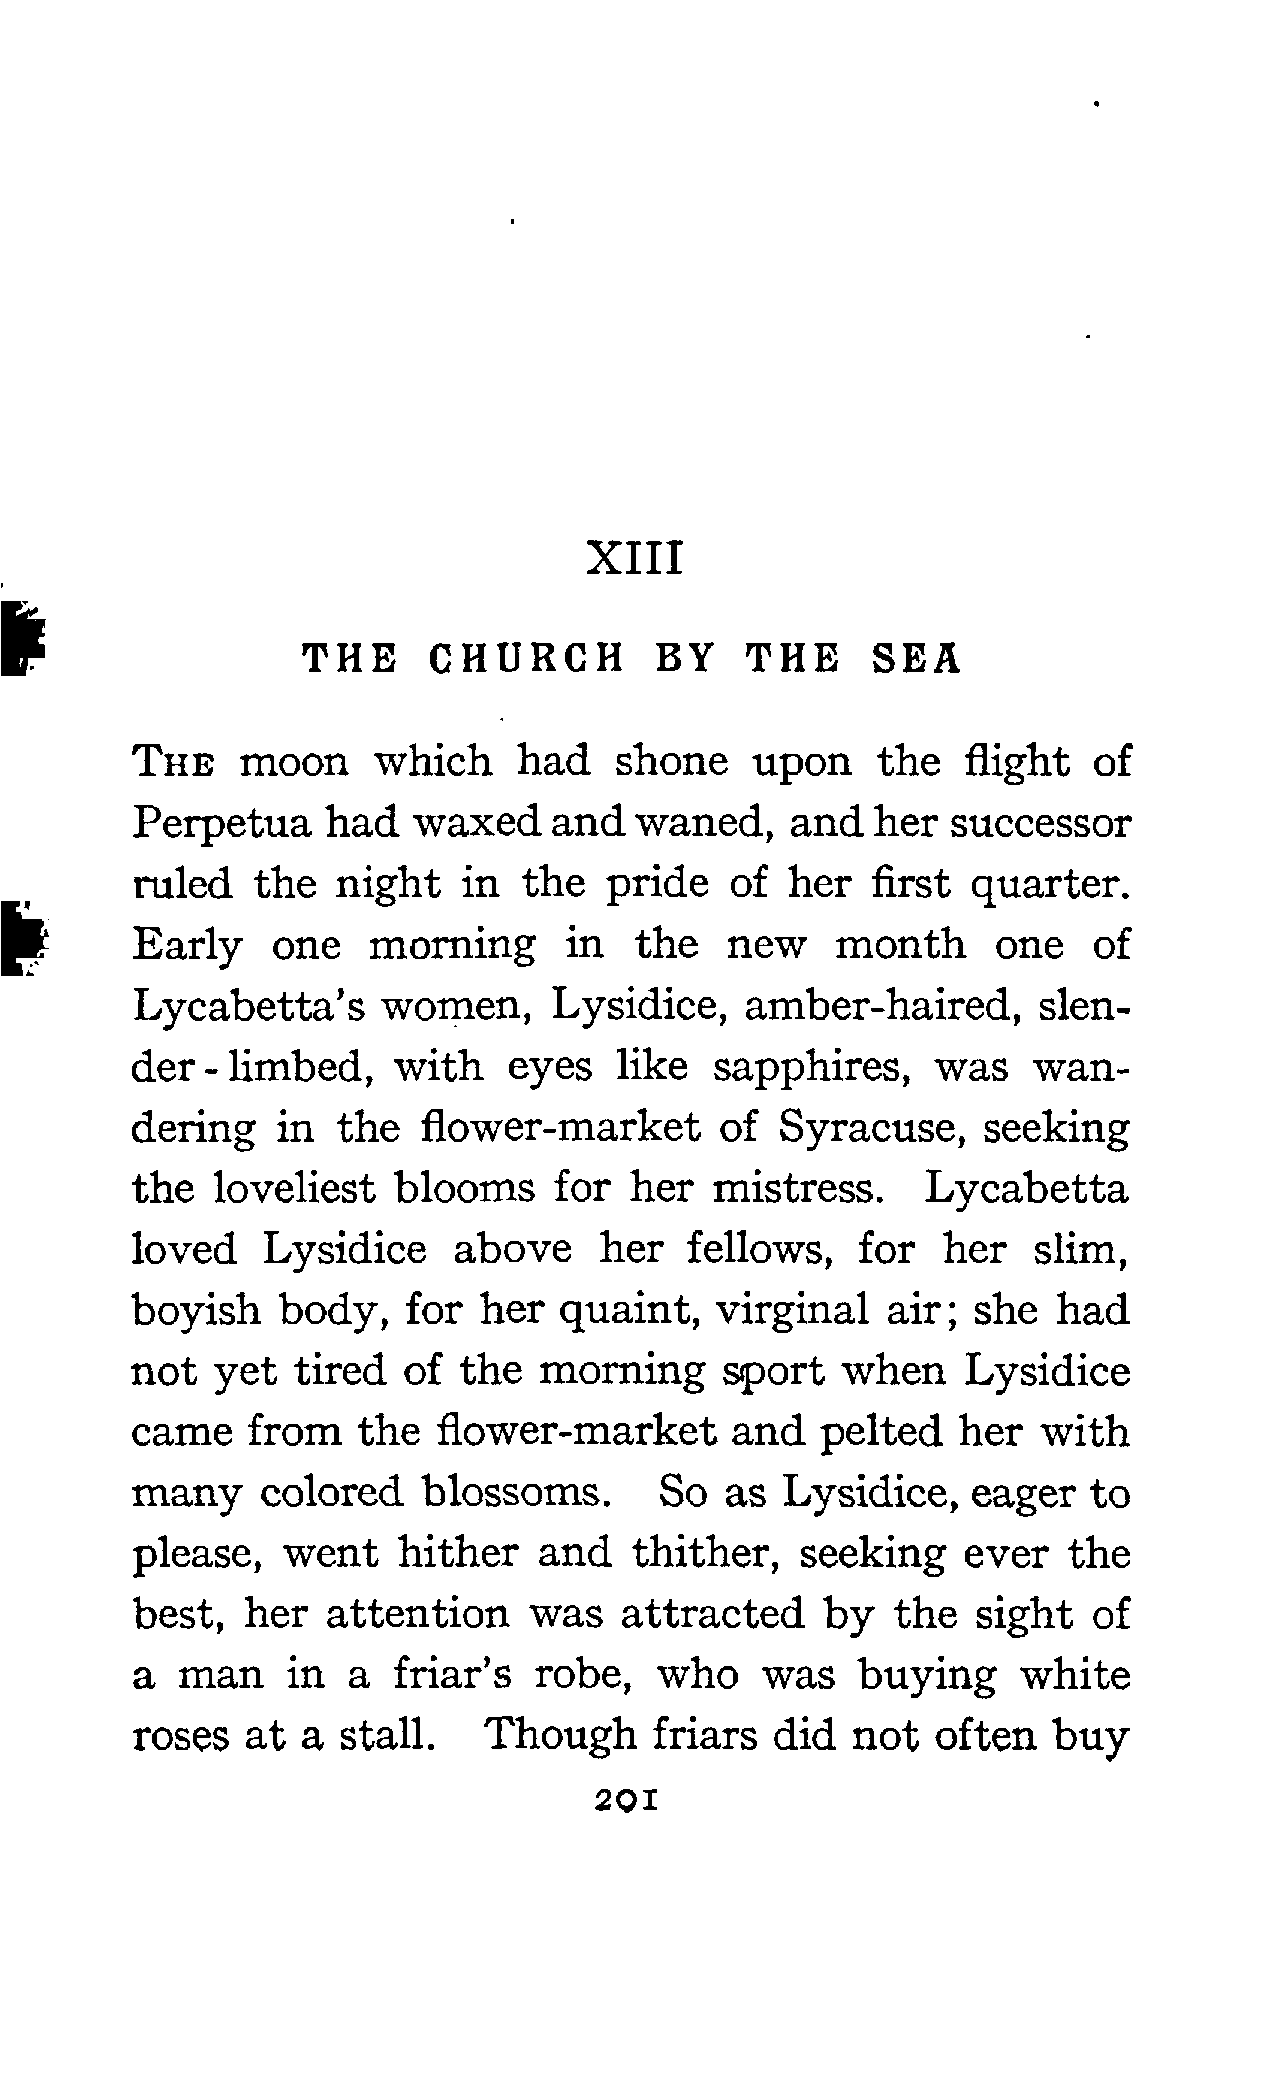 XIII
THE CHURCH BY THE SEA
THE moon which had shone upon the flight of
Perpetua had waxed and waned, and her successor
ruled the night in the pride of her first quarter.
Early one morning in the new month one of
Lycabetta's women, Lysidice, amber-haired, slen-
der-limbed, with eyes like sapphires, was wan-
dering in the flower-market of Syracuse, seeking
the loveliest blooms for her mistress. Lycabetta
loved Lysidice above her fellows, for her slim,
boyish body, for her quaint, virginal air; she had
not yet tired of the morning sport when Lysidice
came from the flower-market and pelted her with
many colored blossoms. So as Lysidice, eager to
please, went hither and thither, seeking ever the
best, her attention was attracted by the sight of
a man in a friar's robe, who was buying white
roses at a stall. Though friars did not often buy
201